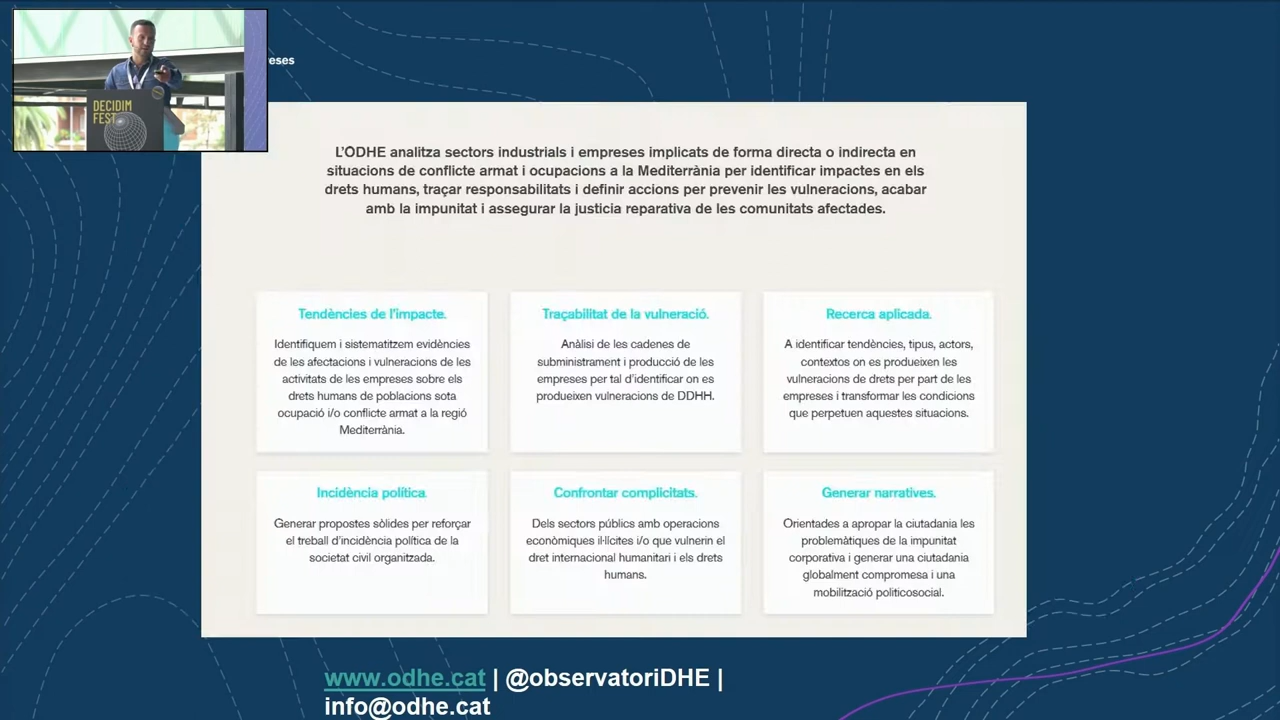 DECIDIM
FEST
eses
L'ODHE analitza sectors industrials i empreses implicats de forma directa o indirecta en
situacions de conflicte armat i ocupacions a la Mediterrània per identificar impactes en els
drets humans, traçar responsabilitats i definir accions per prevenir les vulneracions, acabar
amb la impunitat i assegurar la justicia reparativa de les comunitats afectades.
Tendències de l'impacte.
Identifiquem i sistematitzem evidències
de les afectacions i vulneracions de les
activitats de les empreses sobre els
drets humans de poblacions sota
ocupació i/o conflicte armat a la regió
Mediterrània.
Traçabilitat de la vulneració.
Anàlisi de les cadenes de
subministrament i producció de les
empreses per tal d'identificar on es
produeixen vulneracions de DDHH.
Recerca aplicada.
A identificar tendències, tipus, actors,
contextos on es produeixen les
vulneracions de drets per part de les
empreses i transformar les condicions
que perpetuen aquestes situacions.
Incidència política
Generar propostes sòlides per reforçar
el treball d'incidència política de la
societat civil organitzada.
Confrontar complicitats.
Dels sectors públics amb operacions
econòmiques il·lícites i/o que vulnerin el
dret internacional humanitari i els drets
humans.
Generar narratives.
Orientades a apropar la ciutadania les
problemàtiques de la impunitat
corporativa i generar una ciutadania
globalment compromesa i una
mobilització politicosocial.
www.odhe.cat | @observatoriDHE |
info@odhe.cat